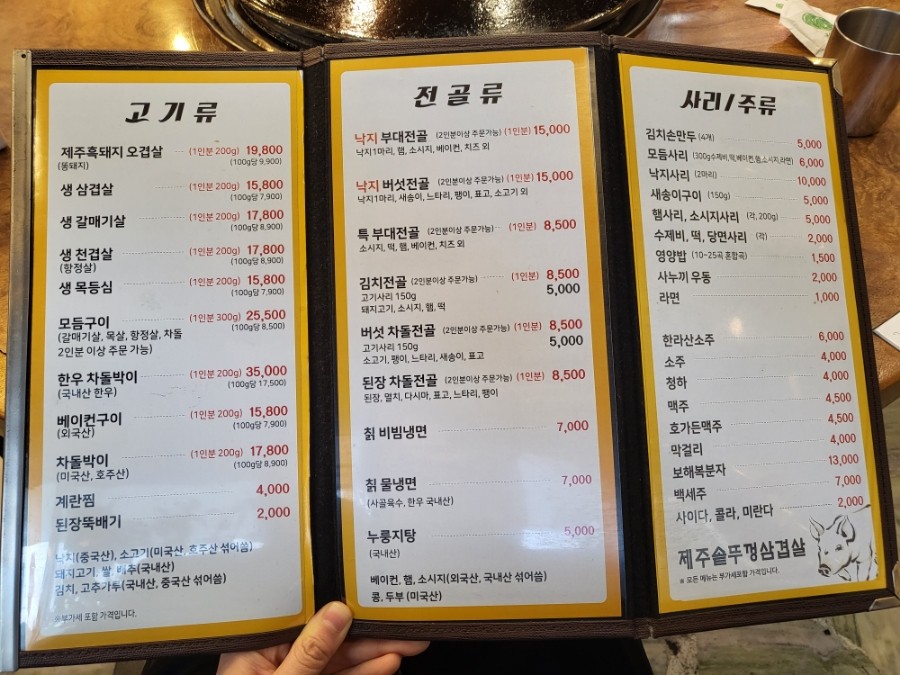 고기류
제주흑돼지 오겹살 (1인분 200g) 19,800
(통돼지) (100g당 9,900)
생 삼겹살 (1인분 200g) 15,800
(100g당 7,900)
생 갈매기살 (1인분 200g) 17,800
(100g당 8,900)
생 천겹살 (1인분 200g) 17,800
(항정살) (100g당 8,900)
생 목등심 (1인분 200g) 15,800
(100g당 7,900)
모듬구이 (1인분 300g) 25,500
(갈매기살, 목살, 항정살, 차돌 (100g당 8,500)
2인분 이상 주문 가능)
한우 차돌박이 (1인분 200g) 35,000
(국내산 한우) (100g당 17,500)
베이컨구이 (1인분 200g) 15,800
(외국산) (100g당 7,900)
차돌박이 (1인분 200g) 17,800
(미국산, 호주산) (100g당 8,900)
계란찜 4,000
된장뚝배기 2,000
낙지(중국산), 소고기(미국산, 호주산 섞어씀)
돼지고기, 쌀, 배추(국내산)
김치, 고추가루(국내산, 중국산 섞어씀)
※부가세 포함 가격입니다.
전골류
낙지 부대전골 (2인분이상 주문가능) (1인분) 15,000
낙지1마리, 햄, 소시지, 베이컨, 치즈 외
낙지 버섯전골 (2인분이상 주문가능) (1인분) 15,000
낙지1마리, 새송이, 느타리, 팽이, 표고, 소고기 외
특 부대전골 (2인분이상 주문가능) (1인분) 8,500
소시지, 떡, 햄, 베이컨, 치즈 외
김치전골 (2인분이상 주문가능) (1인분) 8,500
고기사리 150g 5,000
돼지고기, 소시지, 햄, 떡
버섯 차돌전골 (2인분이상 주문가능) (1인분) 8,500
고기사리 150g 5,000
소고기, 팽이, 느타리, 새송이, 표고
된장 차돌전골 (2인분이상 주문가능) (1인분) 8,500
된장, 멸치, 다시마, 표고, 느타리, 팽이
칡 비빔냉면 7,000
칡 물냉면 7,000
(사골육수, 한우 국내산)
누룽지탕 5,000
(국내산)
베이컨, 햄, 소시지(외국산, 국내산 섞어씀)
콩, 두부 (미국산)
사리/주류
김치손만두 (4개) 5,000
모듬사리 (300g수제비,떡,베이컨,햄,소시지,라면) 6,000
낙지사리 (2마리) 10,000
새송이구이 (150g) 5,000
햄사리, 소시지사리 (각, 200g) 5,000
수제비, 떡, 당면사리 (각) 2,000
영양밥 (10~25곡 혼합곡) 1,500
사누끼 우동 2,000
라면 1,000
한라산소주 6,000
소주 4,000
청하 4,000
맥주 4,500
호가든맥주 4,500
막걸리 4,000
보해복분자 13,000
백세주 7,000
사이다, 콜라, 미란다 2,000
제주솥뚜껑삼겹살
※ 모든 메뉴는 부가세포함 가격입니다.